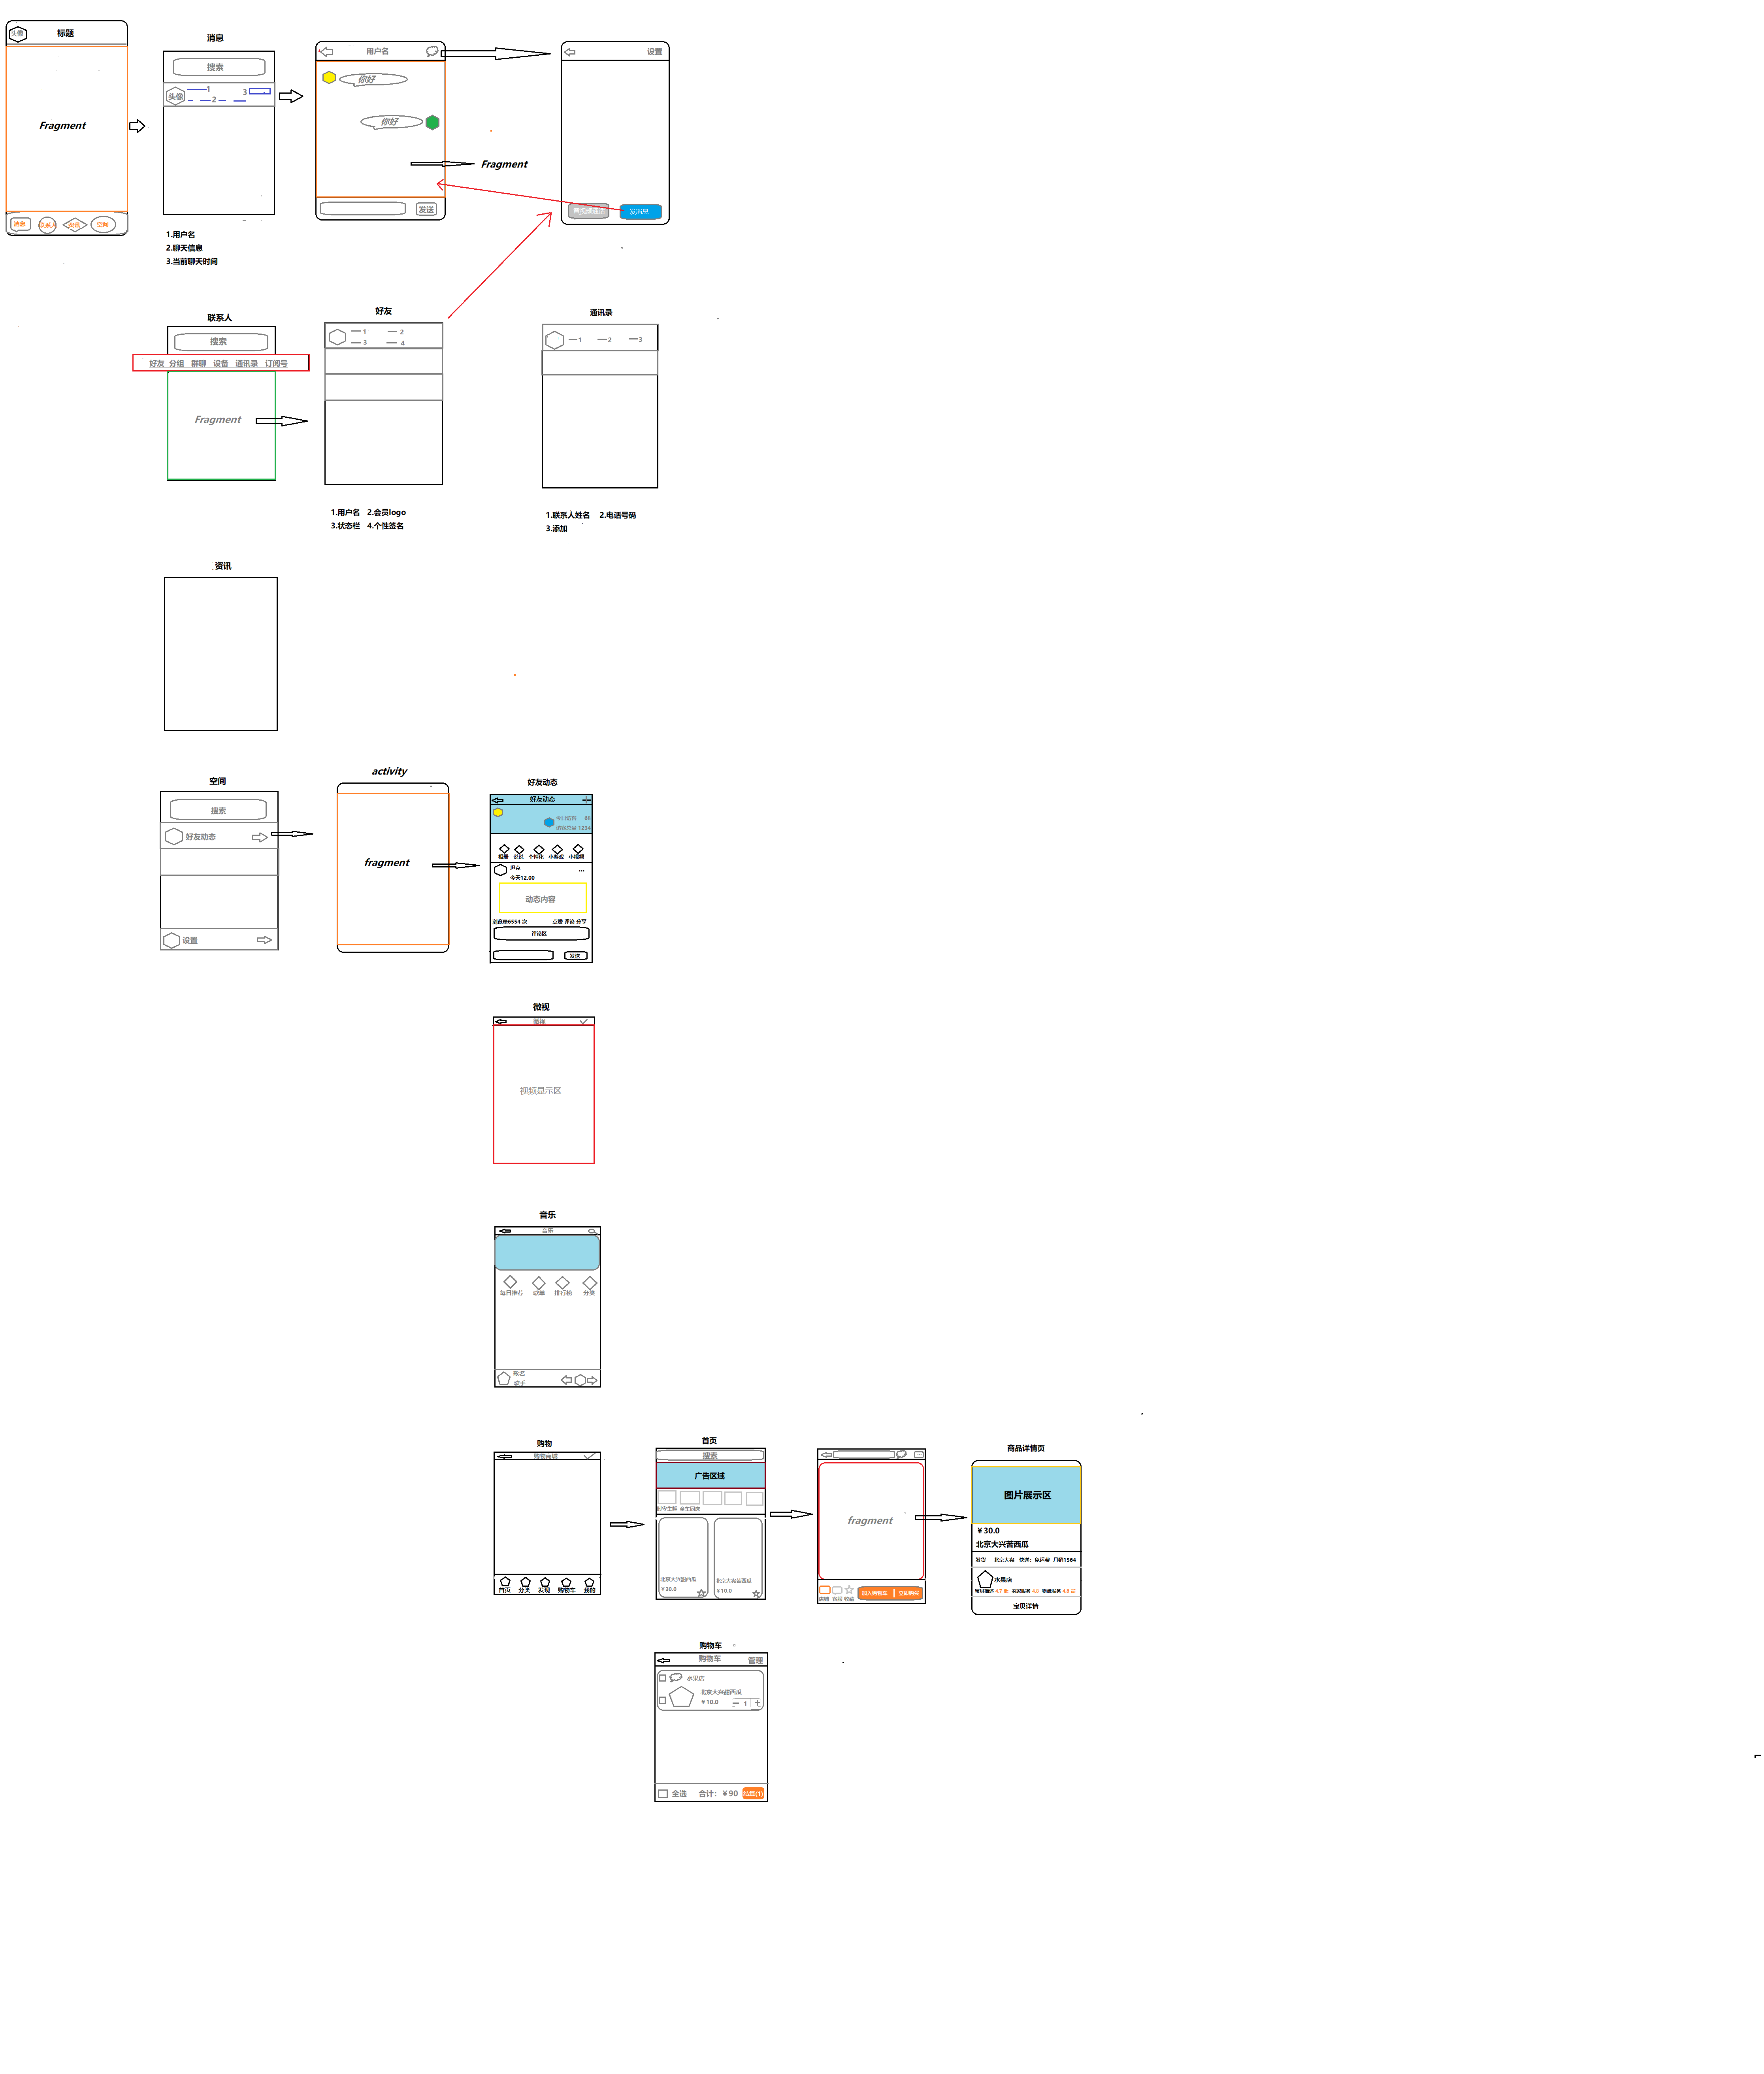 头像 标题
Fragment
消息 联系人 资讯 空间
消息
搜索
头像 1 2 3
1.用户名
2.聊天信息
3.当前聊天时间
用户名
你好
你好
Fragment
发送
设置
发消息
联系人
搜索
好友 分组 群聊 设备 通讯录 订阅号
Fragment
好友
1 2
3 4
1.用户名 2.会员logo
3.状态栏 4.个性签名
通讯录
1 2 3
1.联系人姓名 2.电话号码
3.添加
资讯
空间
搜索
好友动态
设置
activity
fragment
好友动态
好友动态
今日访客 88
访客总量 1234
相册 说说 个性化 小游戏 小视频
坦克
今天12.00
动态内容
浏览量6554 次 点赞 评论 分享
评论区
发送
微视
微视
视频显示区
音乐
音乐
每日推荐 歌单 排行榜 分类
歌名
歌手
购物
购物商城
首页 分类 发现 购物车 我的
首页
搜索
广告区域
北京大兴甜西瓜
￥30.0
北京大兴苦西瓜
￥10.0
fragment
店铺 客服 收藏 加入购物车 立即购买
商品详情页
图片展示区
￥30.0
北京大兴苦西瓜
发货 北京大兴 快递：免运费 月销1564
水果店
宝贝描述 4.7 高 卖家服务 4.8 物流服务 4.8 高
宝贝详情
购物车
购物车 管理
水果店
北京大兴甜西瓜
￥10.0 1
全选 合计：￥90 结算(1)